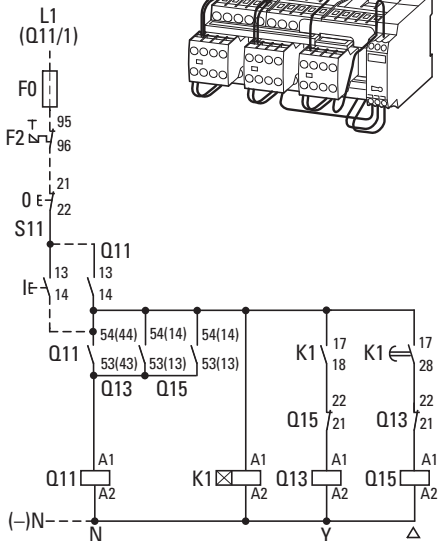 L1
(Q11/1)
F0
F2
95
96
0 E
21
22
S11
I E
13
14
Q11
13
14
Q11
54(44)
53(43)
Q13
54(14)
53(13)
Q15
54(14)
53(13)
K1
17
18
K1
17
28
Q15
22
21
Q13
22
21
Q11
A1
A2
K1
A1
A2
Q13
A1
A2
Q15
A1
A2
(–)N
N
Y
Δ